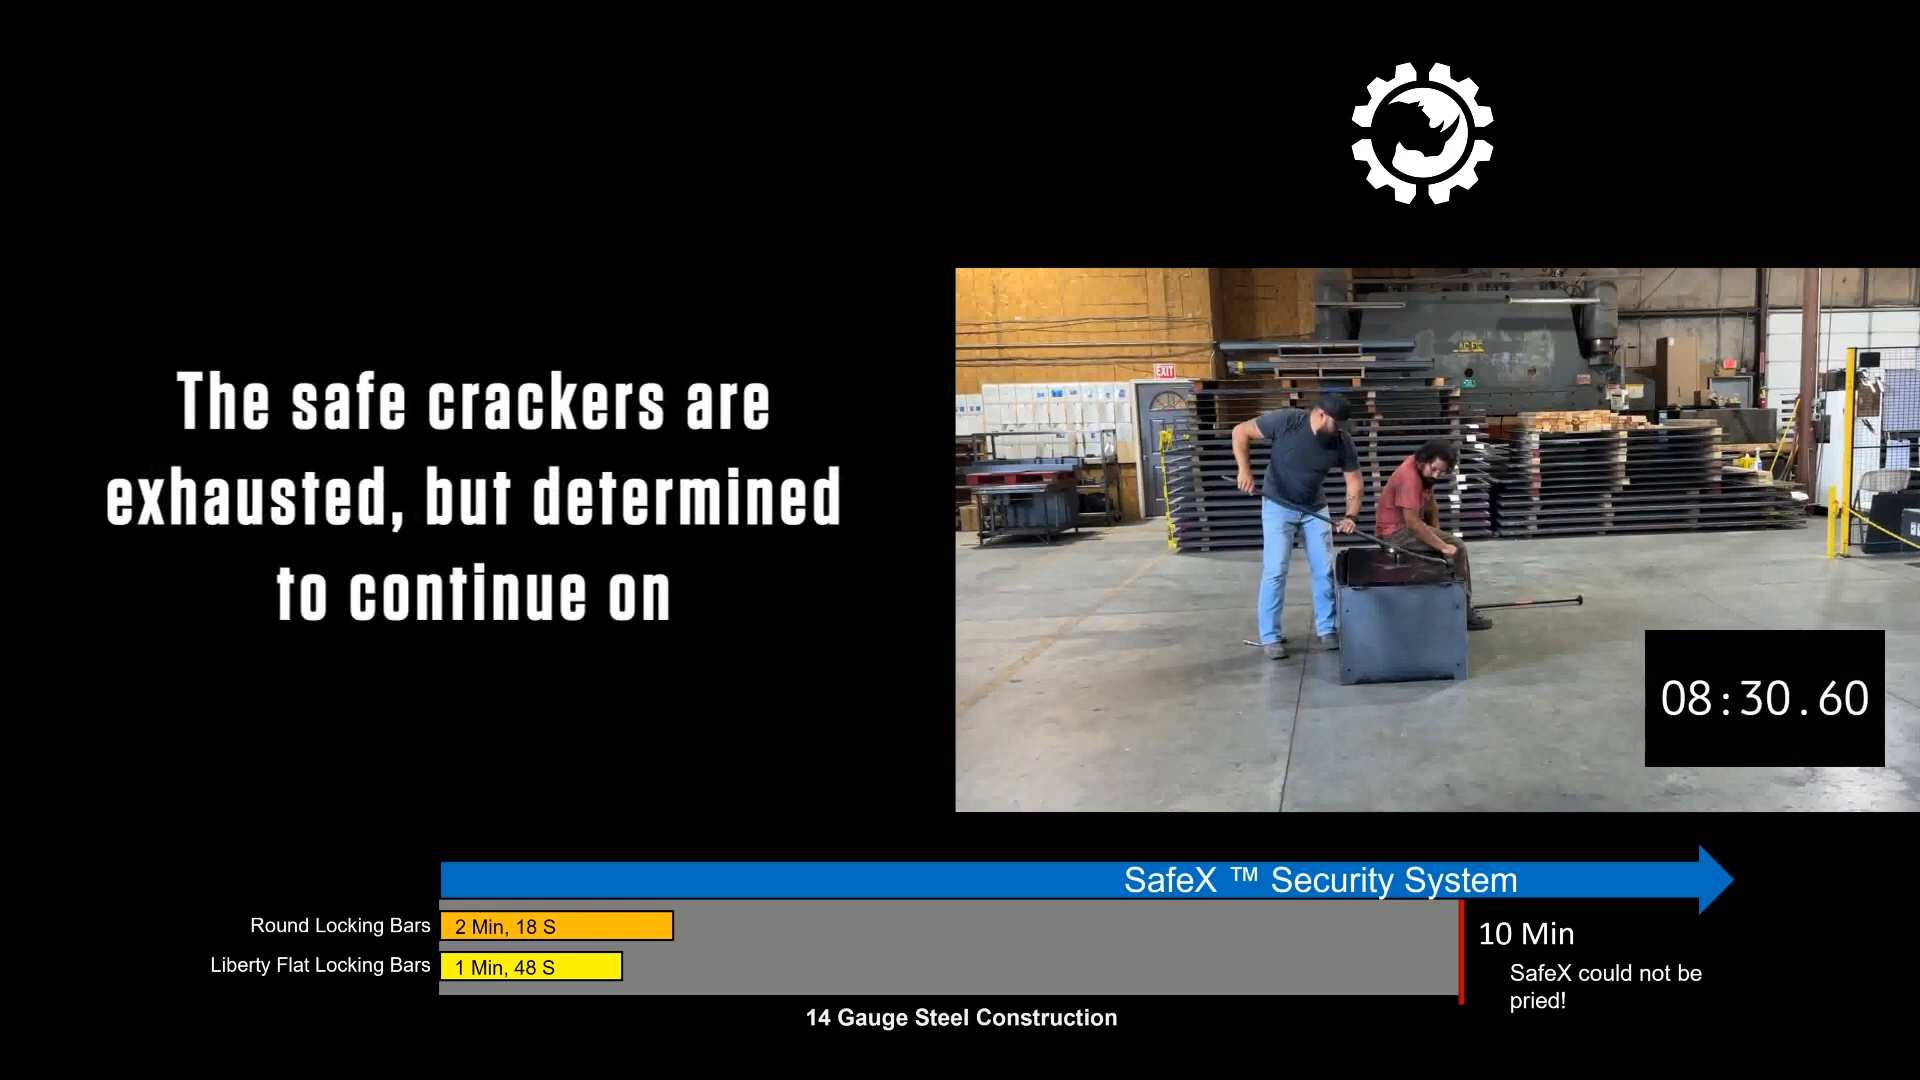 The safe crackers are
exhausted, but determined
to continue on
EXIT
08:30.60
SafeX ™ Security System
Round Locking Bars
2 Min, 18 S
Liberty Flat Locking Bars
1 Min, 48 S
10 Min
SafeX could not be
pried!
14 Gauge Steel Construction